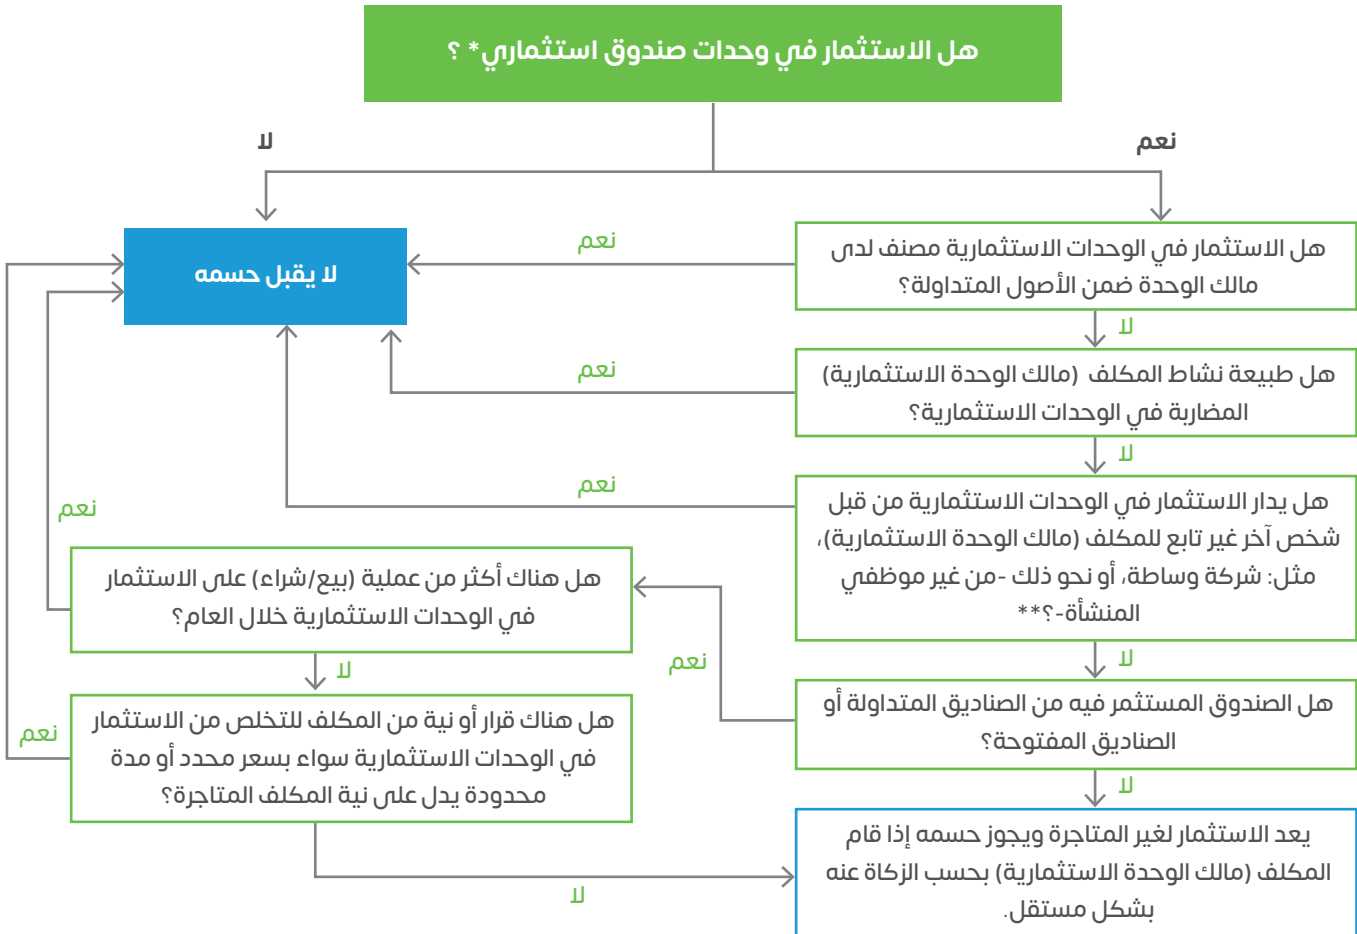 هل الاستثمار في وحدات صندوق استثماري* ؟
نعم
لا
هل الاستثمار في الوحدات الاستثمارية مصنف لدى
مالك الوحدة ضمن الأصول المتداولة؟
نعم
لا يقبل حسمه
لا
هل طبيعة نشاط المكلف (مالك الوحدة الاستثمارية)
المضاربة في الوحدات الاستثمارية؟
نعم
لا
هل يدار الاستثمار في الوحدات الاستثمارية من قبل
شخص آخر غير تابع للمكلف (مالك الوحدة الاستثمارية)،
مثل: شركة وساطة، أو نحو ذلك -من غير موظفي
المنشأة-؟**
نعم
لا
هل الصندوق المستثمر فيه من الصناديق المتداولة أو
الصناديق المفتوحة؟
نعم
هل هناك أكثر من عملية (بيع/شراء) على الاستثمار
في الوحدات الاستثمارية خلال العام؟
نعم
لا
هل هناك قرار أو نية من المكلف للتخلص من الاستثمار
في الوحدات الاستثمارية سواء بسعر محدد أو مدة
محدودة يدل على نية المكلف المتاجرة؟
نعم
لا
لا
يعد الاستثمار لغير المتاجرة ويجوز حسمه إذا قام
المكلف (مالك الوحدة الاستثمارية) بحسب الزكاة عنه
بشكل مستقل.